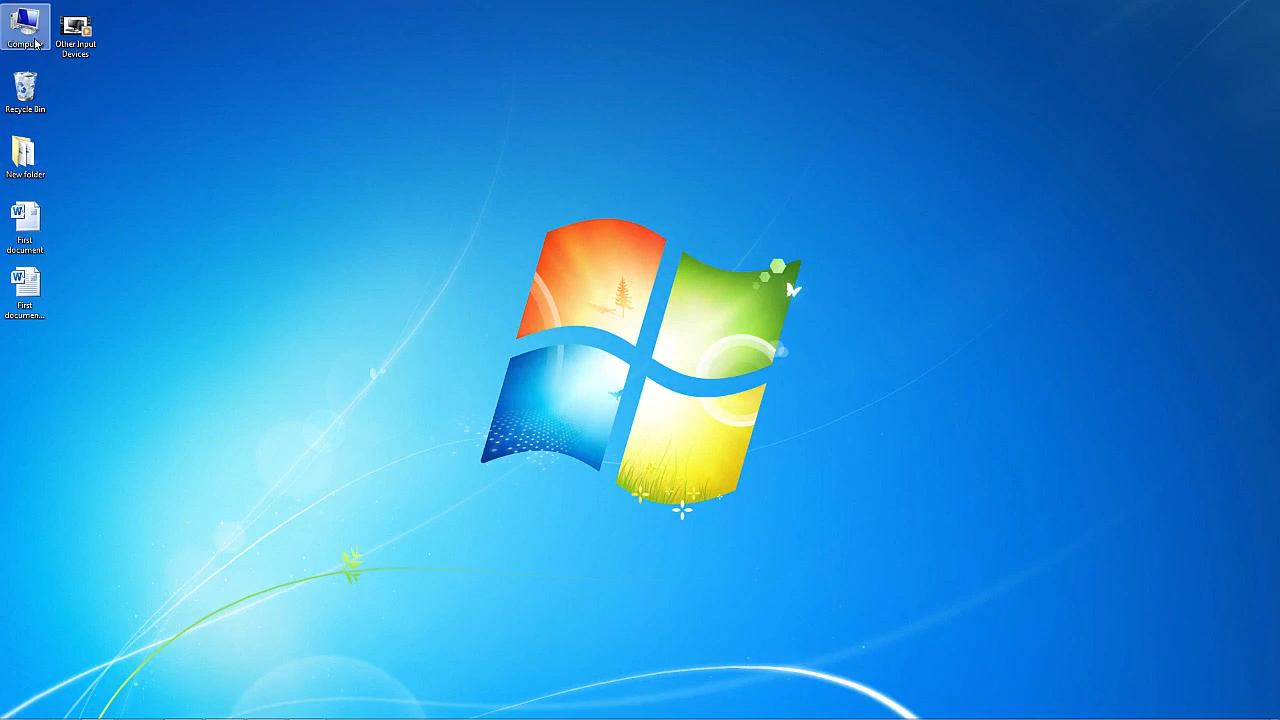 Computer
Other Input
Devices
Recycle Bin
New folder
First
document
First
documen...